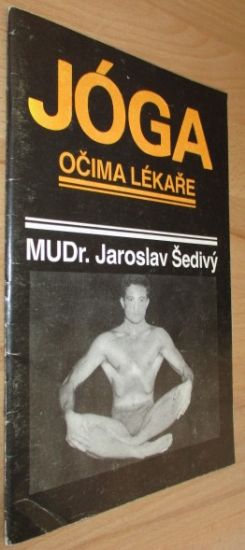 JÓGA
OČIMA LÉKAŘE
MUDr. Jaroslav Šedivý